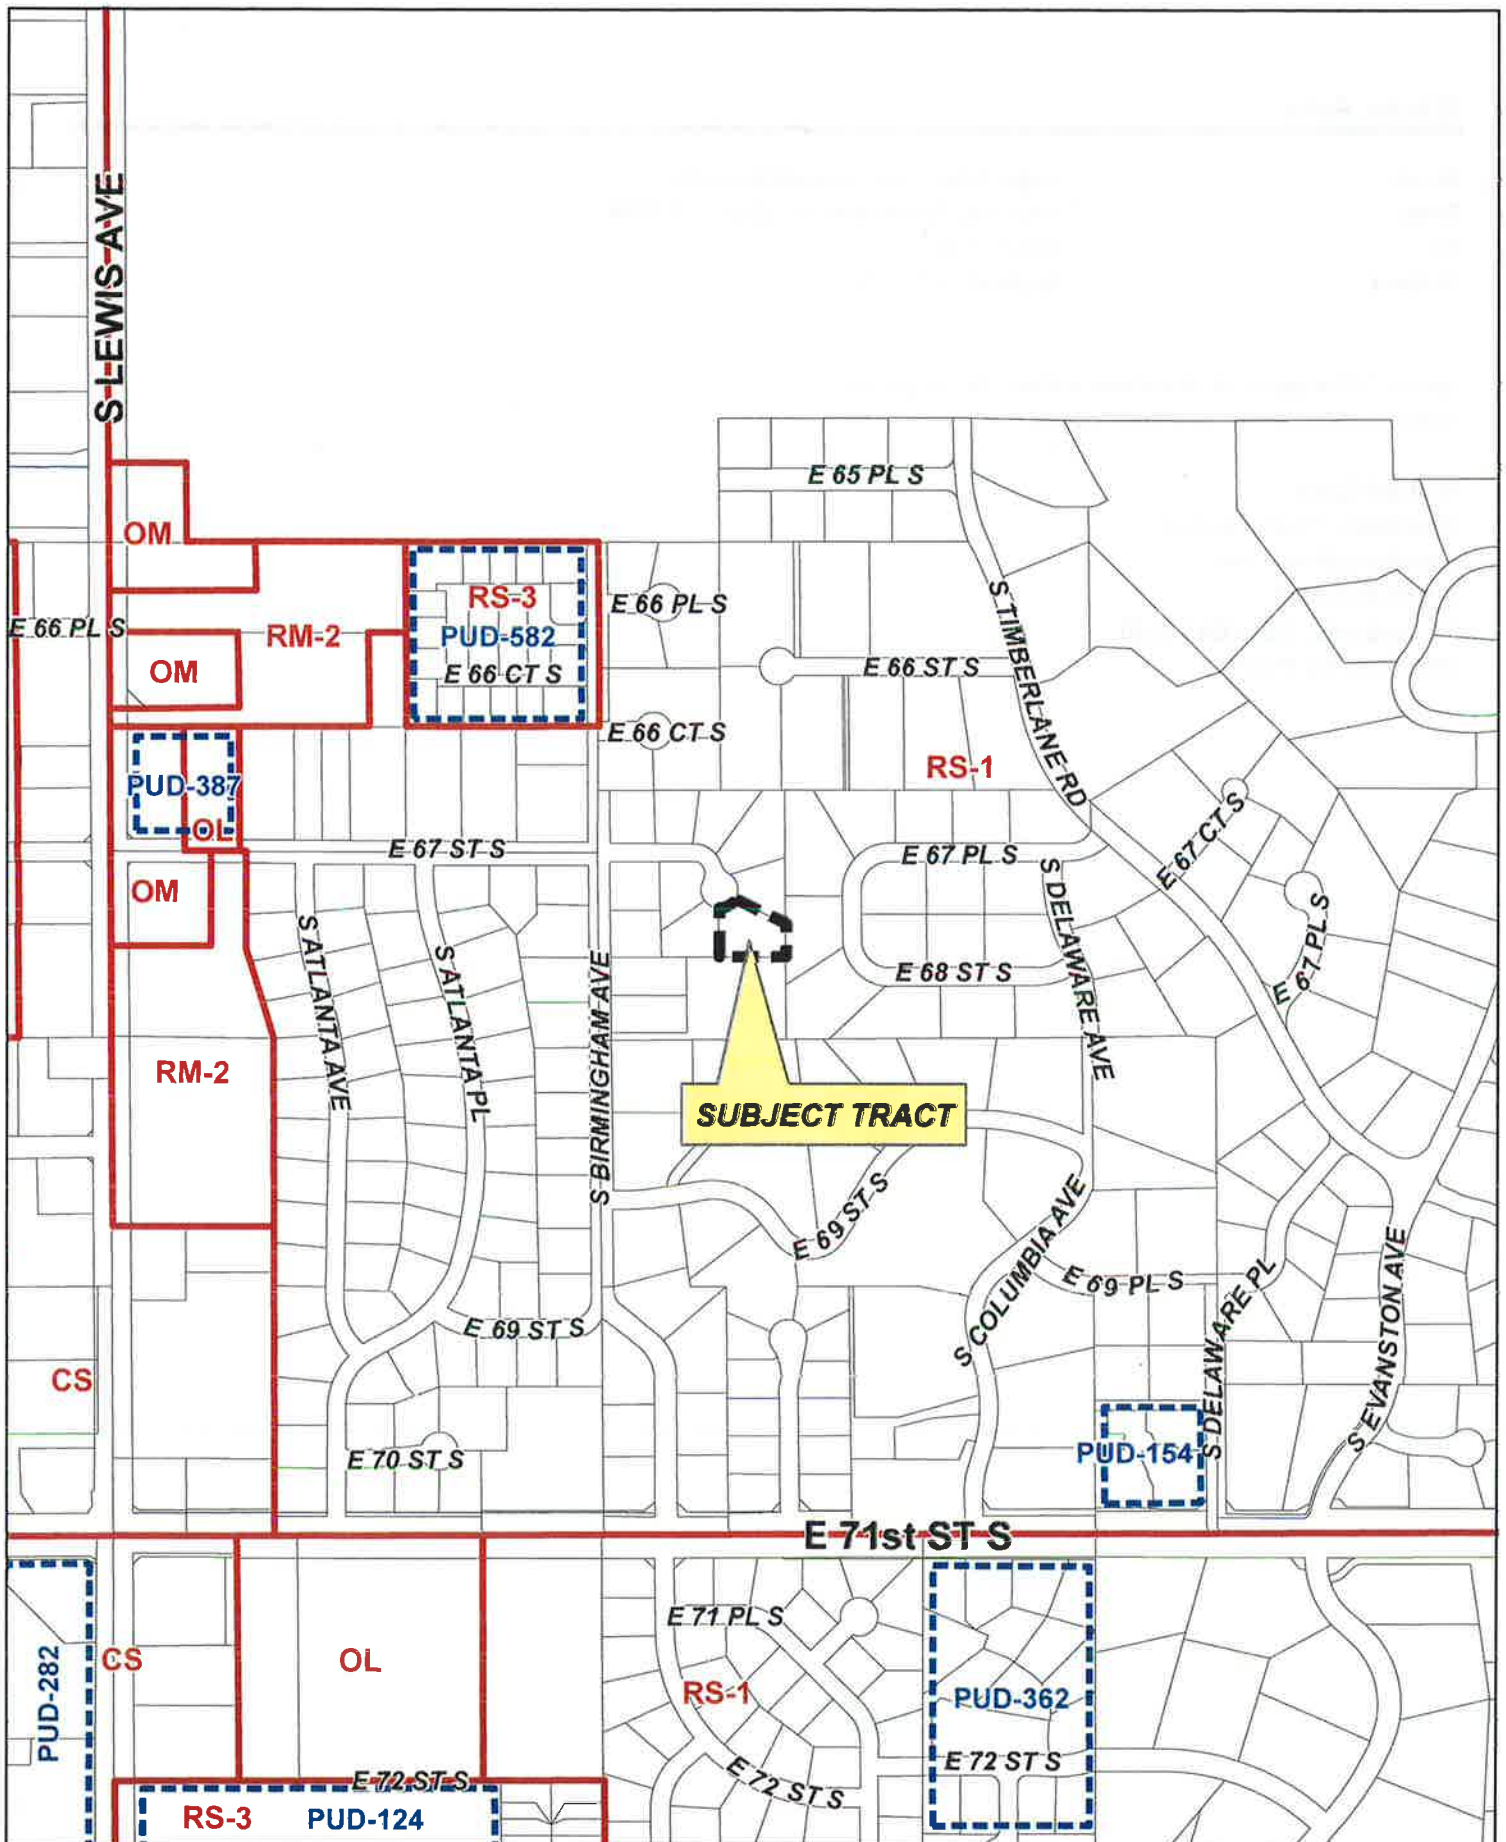 S LEWIS AVE
E 65 PL S
OM
S TIMBERLANE RD
RS-3
E 66 PL S
E 66 PL S
RM-2
PUD-582
OM
E 66 CT S
E 66 ST S
E 66 CT S
RS-1
PUD-387
OL
E 67 CT S
E 67 ST S
E 67 PL S
OM
S DELAWARE AVE
E 67 PL S
S ATLANTA AVE
S ATLANTA PL
S BIRMINGHAM AVE
E 68 ST S
RM-2
SUBJECT TRACT
E 69 ST S
S COLUMBIA AVE
E 69 PL S
S DELAWARE PL
S EVANSTON AVE
E 69 ST S
CS
E 70 ST S
PUD-154
E 71st ST S
E 71 PL S
PUD-282
CS
OL
RS-1
PUD-362
E 72 ST S
E 72 ST S
E 72 ST S
RS-3
PUD-124